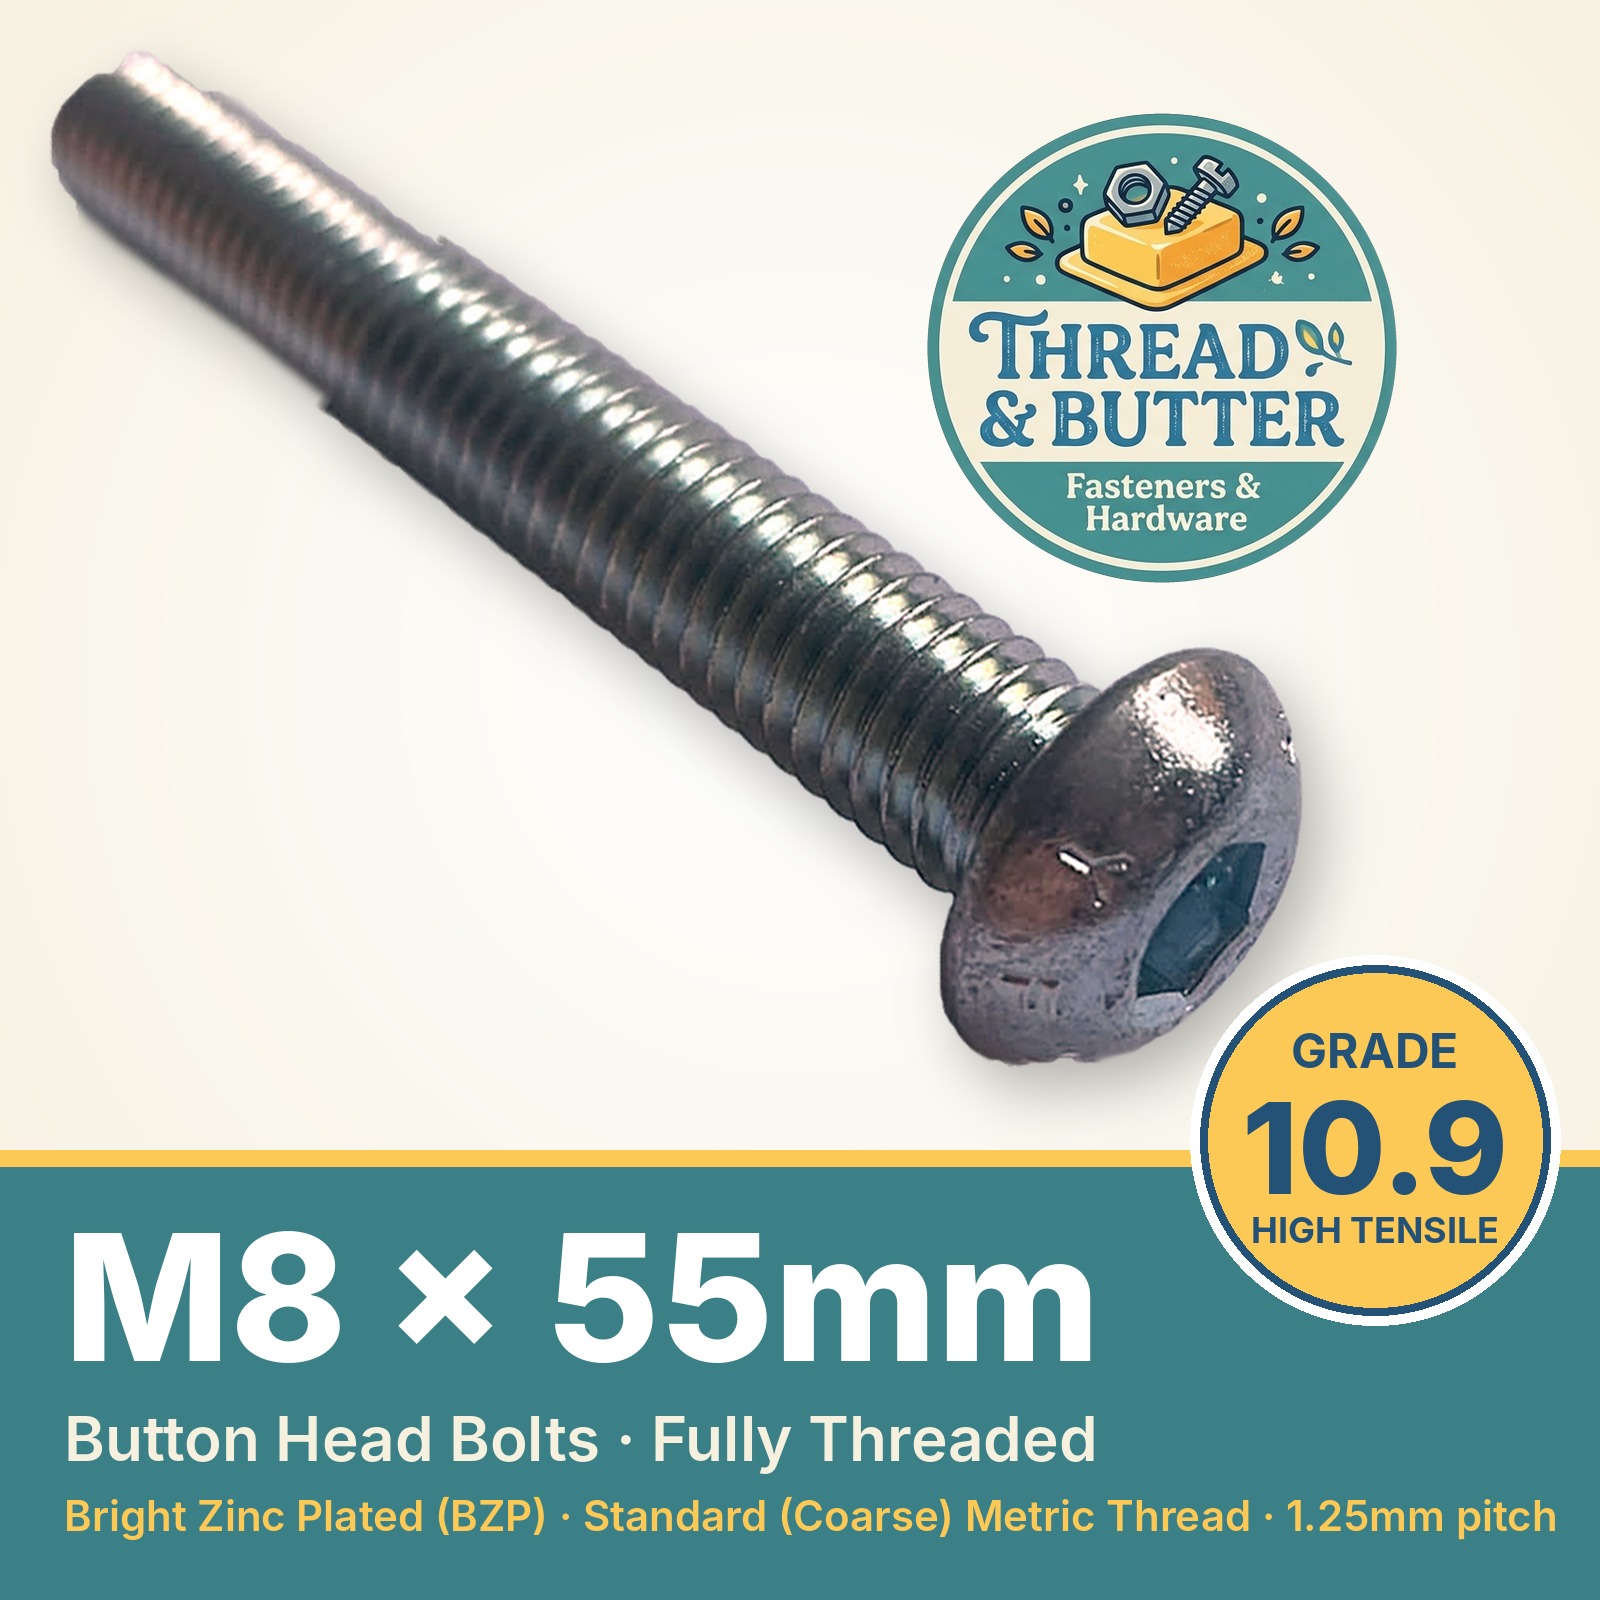 THREAD
& BUTTER
Fasteners &
Hardware
GRADE
10.9
HIGH TENSILE
M8 × 55mm
Button Head Bolts · Fully Threaded
Bright Zinc Plated (BZP) · Standard (Coarse) Metric Thread · 1.25mm pitch